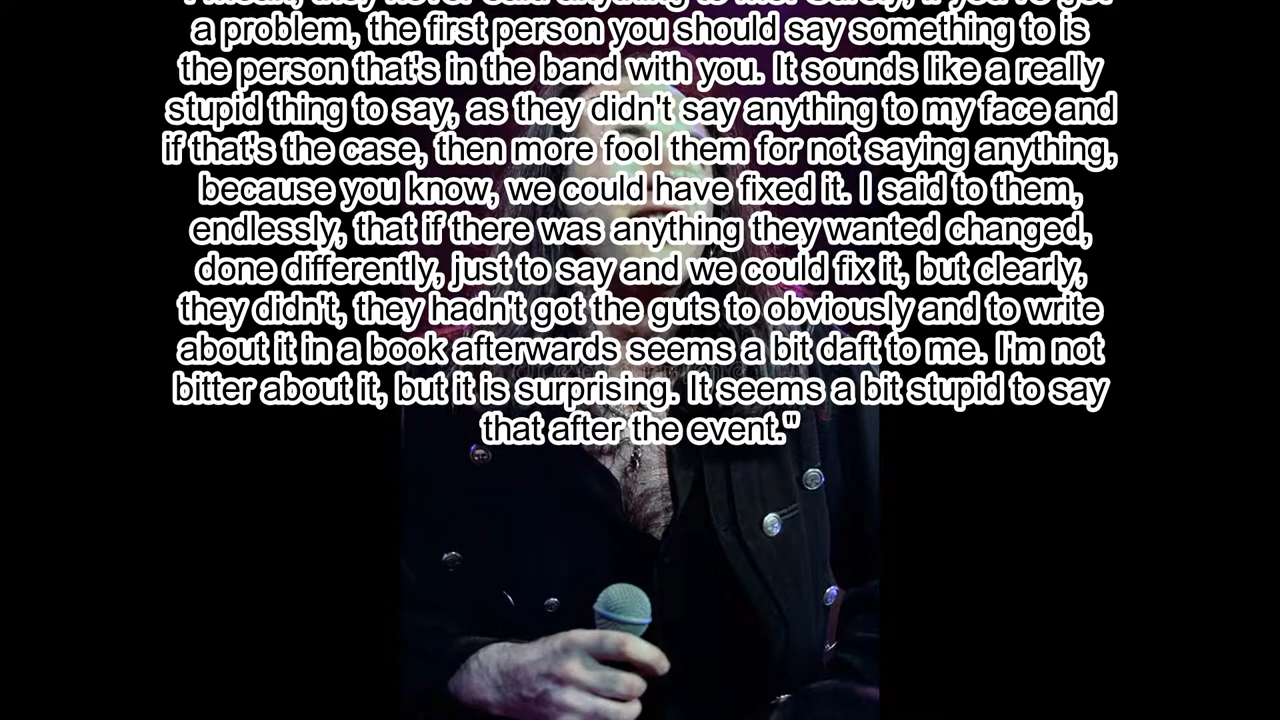 a problem, the first person you should say something to is
the person that's in the band with you. It sounds like a really
stupid thing to say, as they didn't say anything to my face and
if that's the case, then more fool them for not saying anything,
because you know, we could have fixed it. I said to them,
endlessly, that if there was anything they wanted changed,
done differently, just to say and we could fix it, but clearly,
they didn't, they hadn't got the guts to obviously and to write
about it in a book afterwards seems a bit daft to me. I'm not
bitter about it, but it is surprising. It seems a bit stupid to say
that after the event."